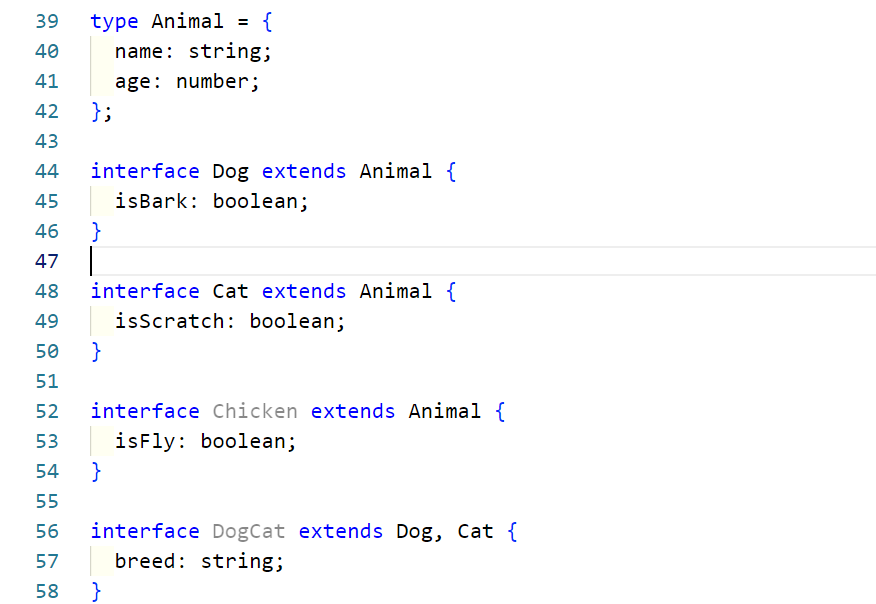 39 type Animal = {
40   name: string;
41   age: number;
42 };
43
44 interface Dog extends Animal {
45   isBark: boolean;
46 }
47
48 interface Cat extends Animal {
49   isScratch: boolean;
50 }
51
52 interface Chicken extends Animal {
53   isFly: boolean;
54 }
55
56 interface DogCat extends Dog, Cat {
57   breed: string;
58 }